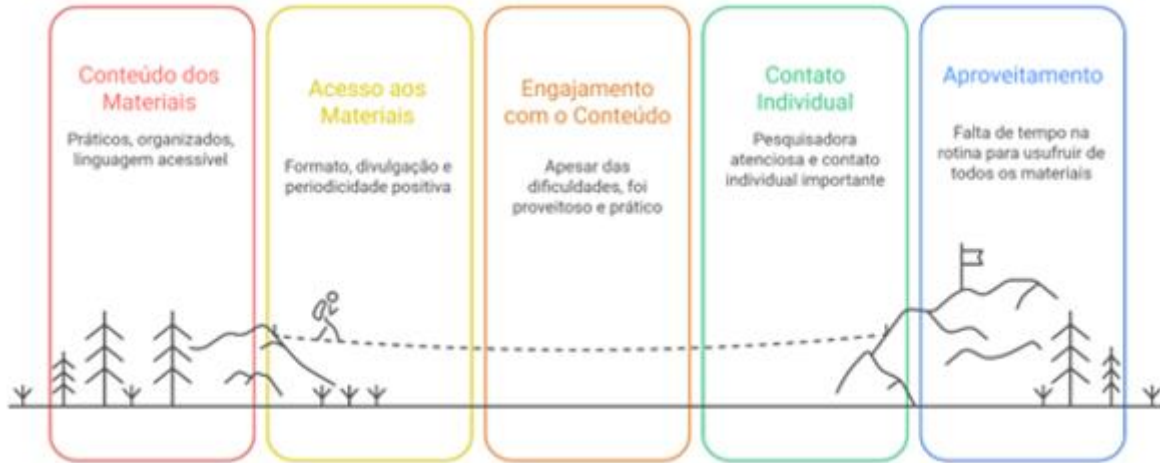 Conteúdo dos
Materiais
Práticos, organizados,
linguagem acessível
Acesso aos
Materiais
Formato, divulgação e
periodicidade positiva
Engajamento
com o Conteúdo
Apesar das
dificuldades, foi
proveitoso e prático
Contato
Individual
Pesquisadora
atenciosa e contato
individual importante
Aproveitamento
Falta de tempo na
rotina para usufruir de
todos os materiais